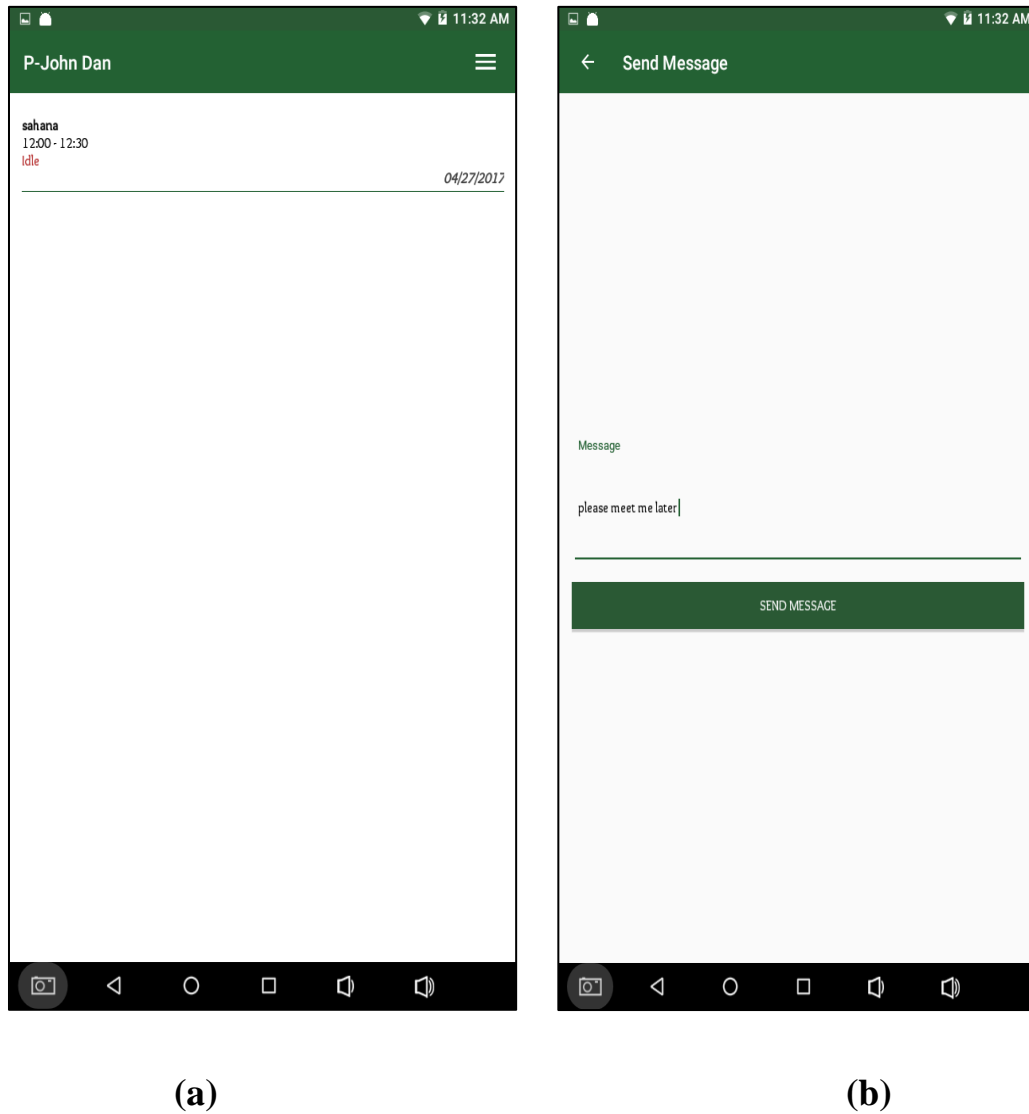 11:32 AM
P-John Dan
sahana
12:00 - 12:30
Idle
04/27/2017
11:32 AM
Send Message
Message
please meet me later
SEND MESSAGE
(a)
(b)